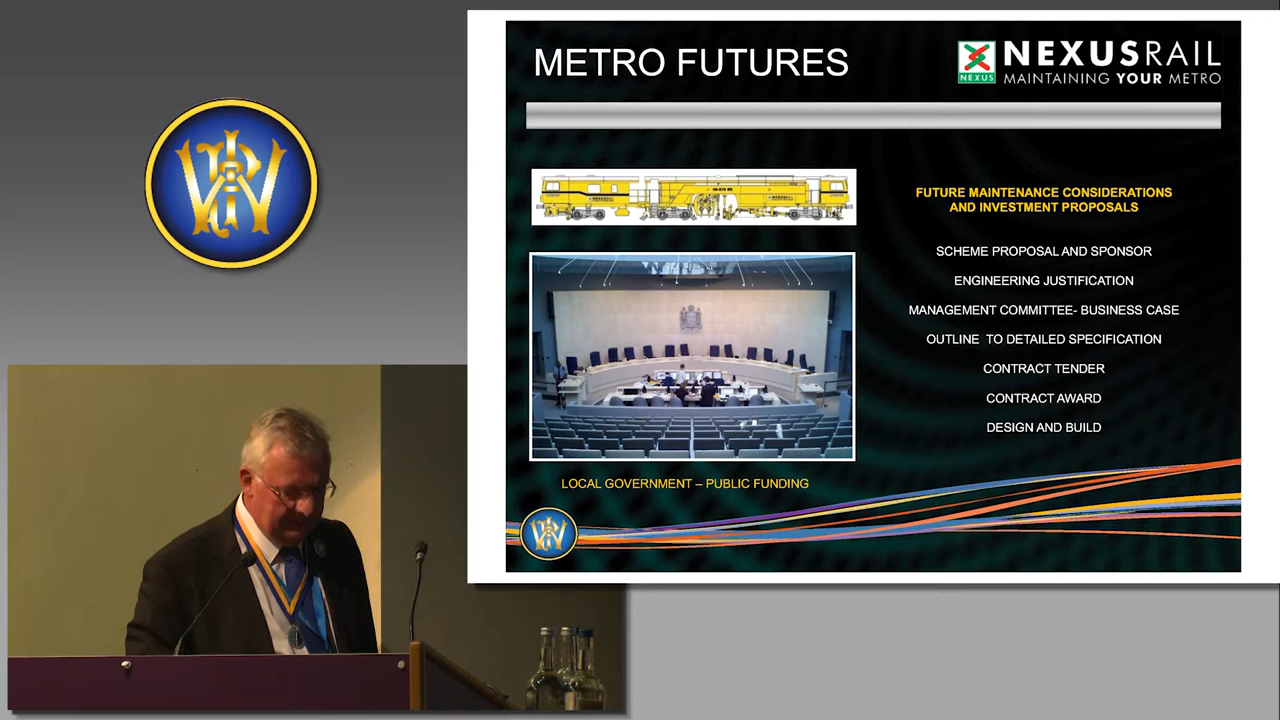 METRO FUTURES
NEXUS
NEXUSRAIL
MAINTAINING YOUR METRO
FUTURE MAINTENANCE CONSIDERATIONS
AND INVESTMENT PROPOSALS
SCHEME PROPOSAL AND SPONSOR
ENGINEERING JUSTIFICATION
MANAGEMENT COMMITTEE- BUSINESS CASE
OUTLINE TO DETAILED SPECIFICATION
CONTRACT TENDER
CONTRACT AWARD
DESIGN AND BUILD
LOCAL GOVERNMENT – PUBLIC FUNDING